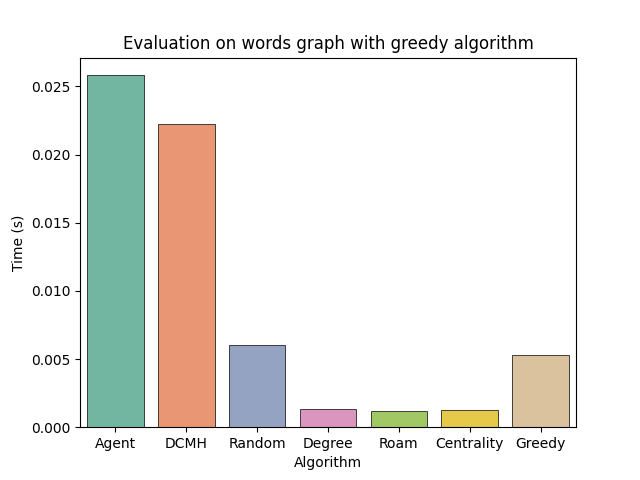 Evaluation on words graph with greedy algorithm
0.025
0.020
0.015
0.010
0.005
0.000
Time (s)
Agent DCMH Random Degree Roam Centrality Greedy
Algorithm